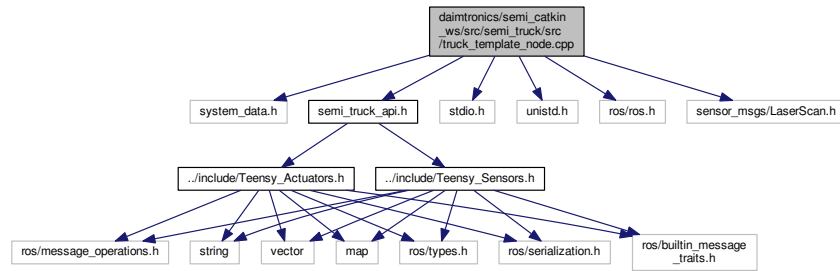 daimtronics/semi_catkin
_ws/src/semi_truck/src
/truck_template_node.cpp
system_data.h
semi_truck_api.h
stdio.h
unistd.h
ros/ros.h
sensor_msgs/LaserScan.h
../include/Teensy_Actuators.h
../include/Teensy_Sensors.h
ros/message_operations.h
string
vector
map
ros/types.h
ros/serialization.h
ros/builtin_message
_traits.h